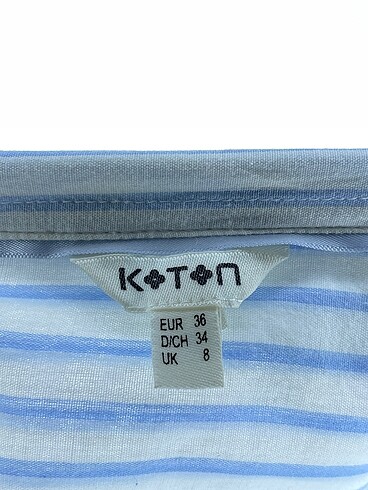 KOTON
EUR 36
D/CH 34
UK 8